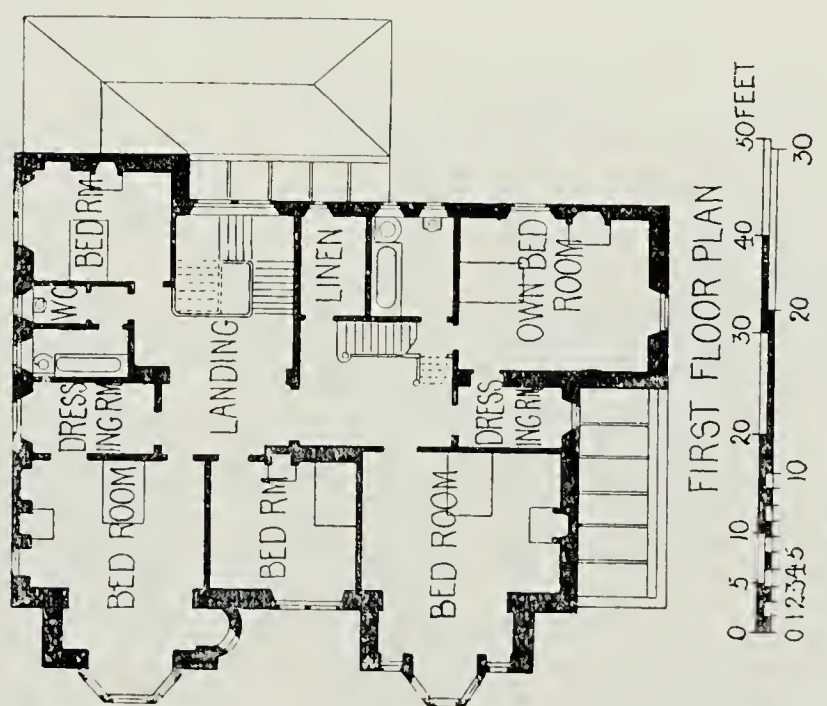 WC
DRESS
ING RM
BED RM
BED ROOM
LANDING
BED RM
LINEN
BED ROOM
DRESS
ING RM
OWN BED
ROOM
FIRST FLOOR PLAN
0 5 10 20 30 40 50 FEET
0 1 2 3 4 5 10 20 30